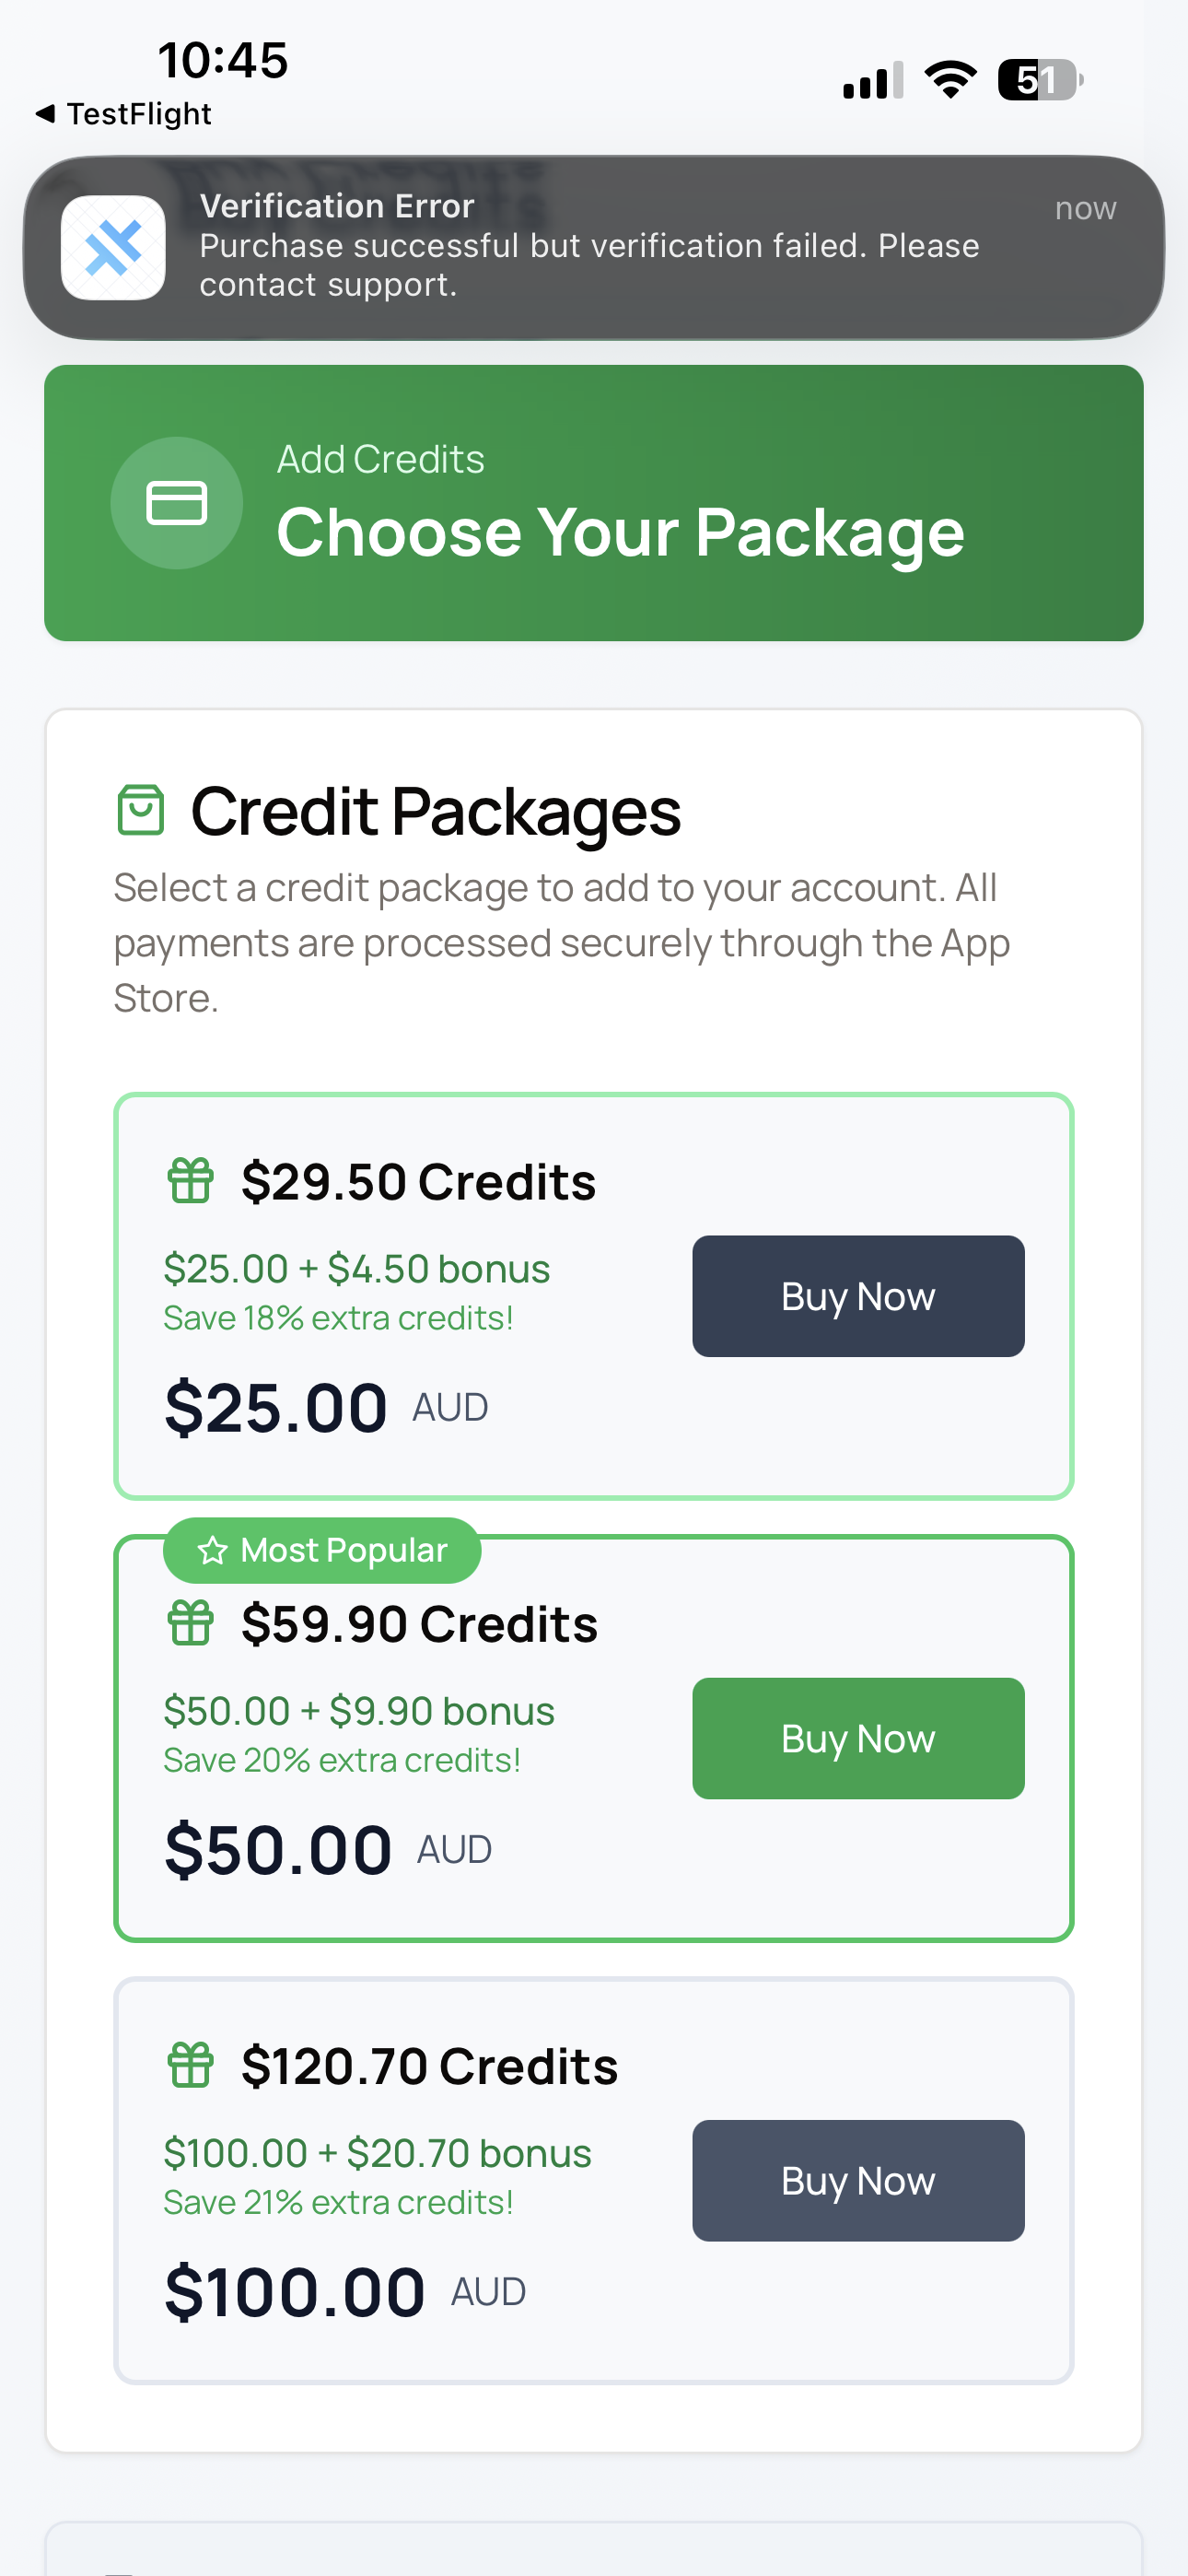 10:45
51
◀ TestFlight
Verification Error
now
Purchase successful but verification failed. Please
contact support.
Add Credits
Choose Your Package
Credit Packages
Select a credit package to add to your account. All
payments are processed securely through the App
Store.
$29.50 Credits
$25.00 + $4.50 bonus
Save 18% extra credits!
Buy Now
$25.00 AUD
Most Popular
$59.90 Credits
$50.00 + $9.90 bonus
Save 20% extra credits!
Buy Now
$50.00 AUD
$120.70 Credits
$100.00 + $20.70 bonus
Save 21% extra credits!
Buy Now
$100.00 AUD